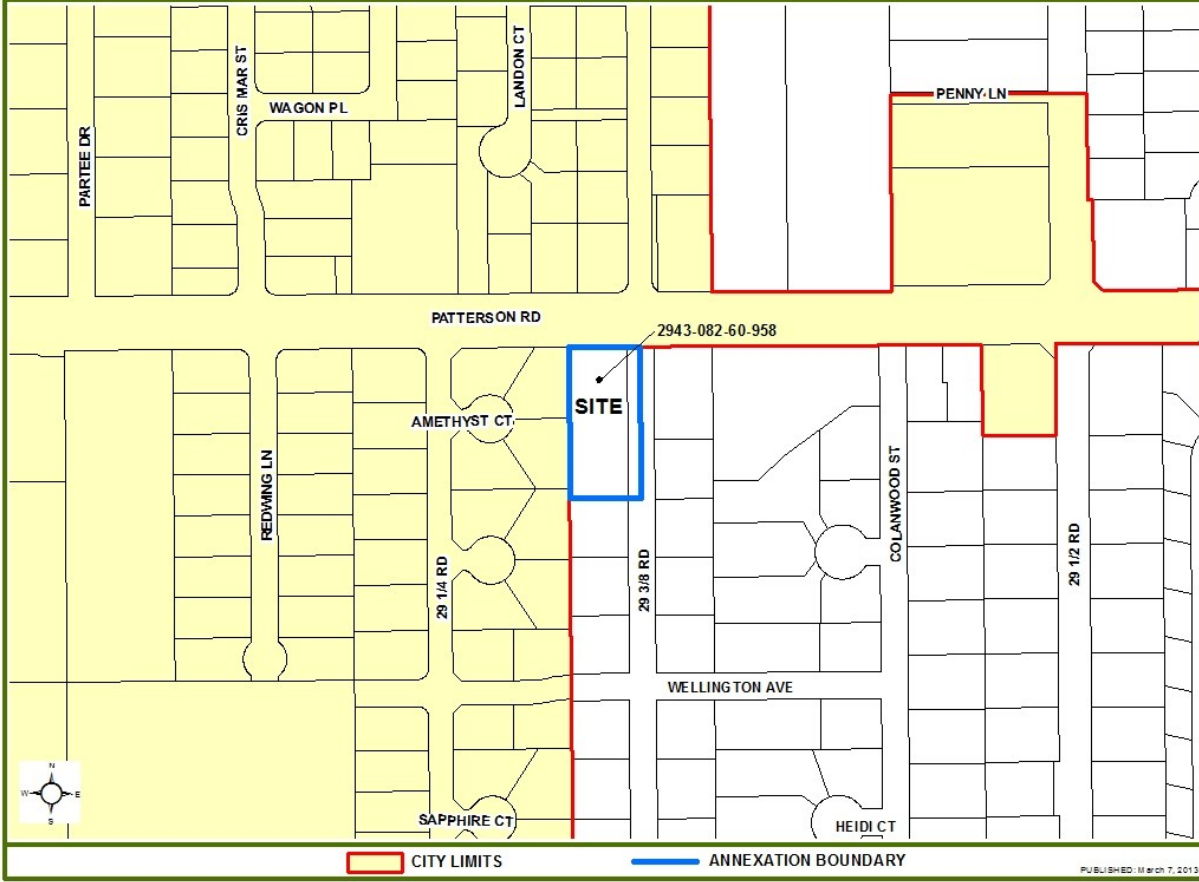 LANDON CT
CRIS MAR ST
WAGON PL
PENNY LN
PARTEE DR
PATTERSON RD
2943-082-60-958
SITE
AMETHYST CT
REDWING LN
COLANWOOD ST
29 1/4 RD
29 3/8 RD
29 1/2 RD
WELLINGTON AVE
N
W E
S
SAPPHIRE CT
HEIDI CT
CITY LIMITS
ANNEXATION BOUNDARY
PUBLISHED: March 7, 2013